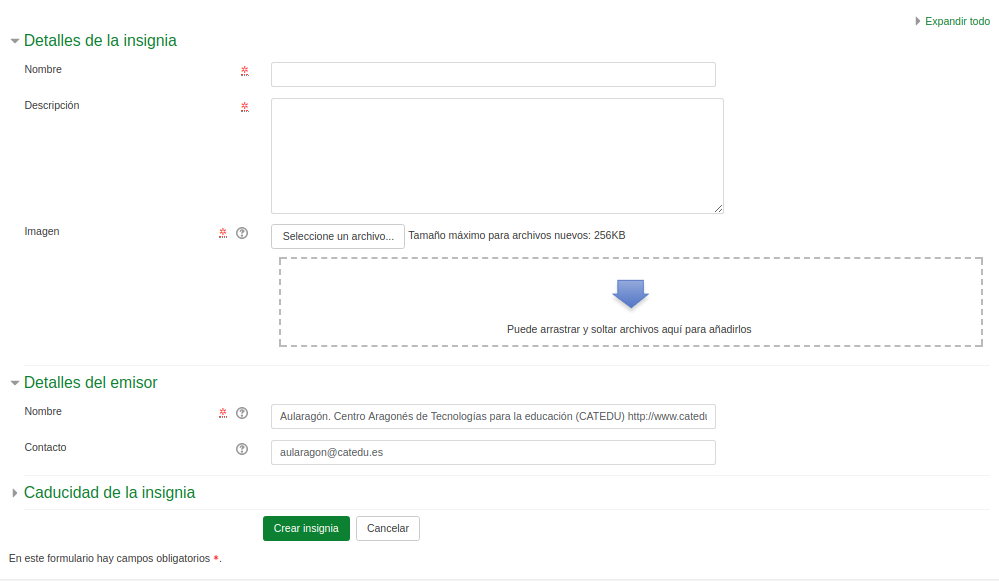 Expandir todo
Detalles de la insignia
Nombre
Descripción
Imagen
Seleccione un archivo... Tamaño máximo para archivos nuevos: 256KB
Puede arrastrar y soltar archivos aquí para añadirlos
Detalles del emisor
Nombre
Aularagón. Centro Aragonés de Tecnologías para la educación (CATEDU) http://www.catedu
Contacto
aularagon@catedu.es
Caducidad de la insignia
Crear insignia Cancelar
En este formulario hay campos obligatorios *.